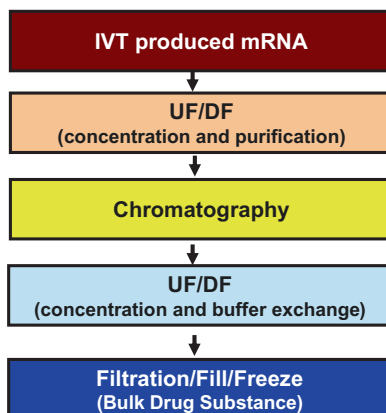 IVT produced mRNA
UF/DF
(concentration and purification)
Chromatography
UF/DF
(concentration and buffer exchange)
Filtration/Fill/Freeze
(Bulk Drug Substance)